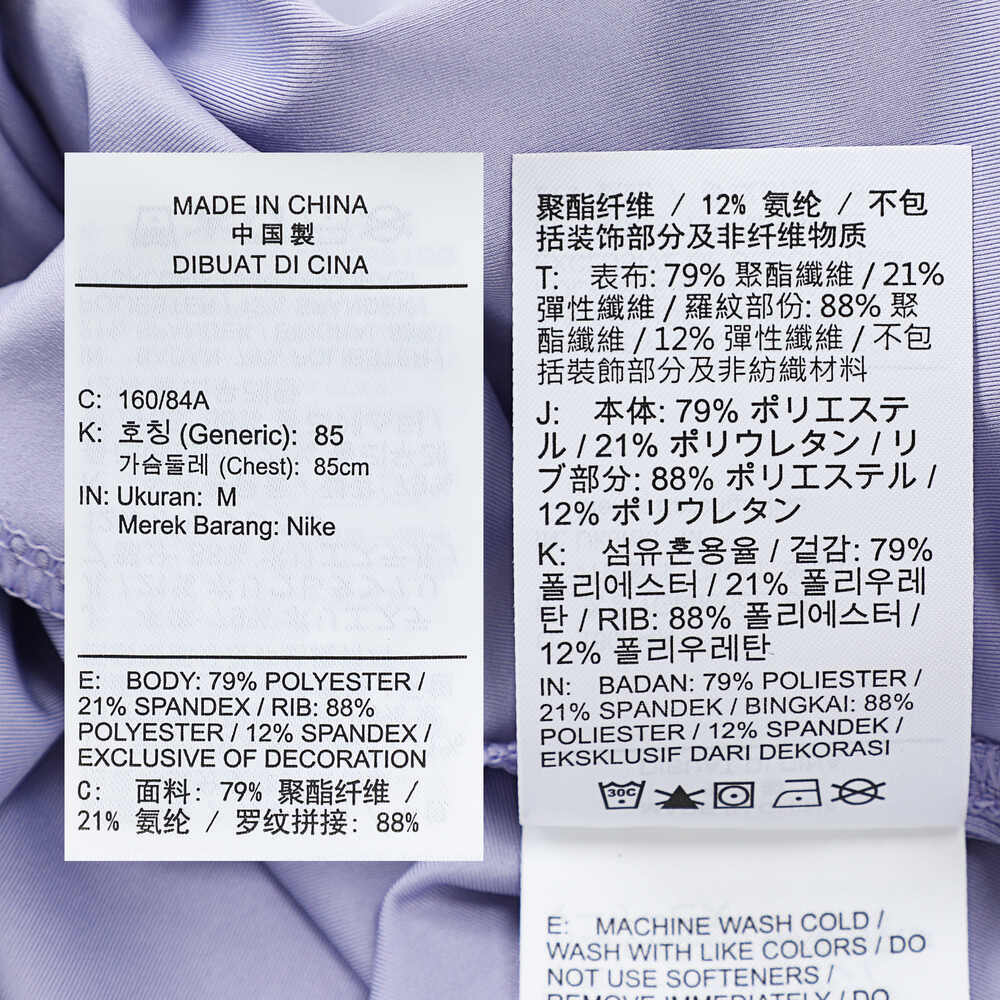 MADE IN CHINA
中国製
DIBUAT DI CINA
C: 160/84A
K: 호칭 (Generic): 85
가슴둘레 (Chest): 85cm
IN: Ukuran: M
Merek Barang: Nike
E: BODY: 79% POLYESTER /
21% SPANDEX / RIB: 88%
POLYESTER / 12% SPANDEX /
EXCLUSIVE OF DECORATION
C: 面料: 79% 聚酯纤维 /
21% 氨纶 / 罗纹拼接: 88%
聚酯纤维 / 12% 氨纶 / 不包
括装饰部分及非纤维物质
T: 表布: 79% 聚酯纖維 / 21%
彈性纖維 / 羅紋部份: 88% 聚
酯纖維 / 12% 彈性纖維 / 不包
括裝飾部分及非紡織材料
J: 本体: 79% ポリエステ
ル / 21% ポリウレタン / リ
ブ部分: 88% ポリエステル /
12% ポリウレタン
K: 섬유혼용율 / 겉감: 79%
폴리에스터 / 21% 폴리우레
탄 / RIB: 88% 폴리에스터 /
12% 폴리우레탄
IN: BADAN: 79% POLIESTER /
21% SPANDEK / BINGKAI: 88%
POLIESTER / 12% SPANDEK /
EKSKLUSIF DARI DEKORASI
30C
E: MACHINE WASH COLD /
WASH WITH LIKE COLORS / DO
NOT USE SOFTENERS /
REMOVE IMMEDIATELY / DO